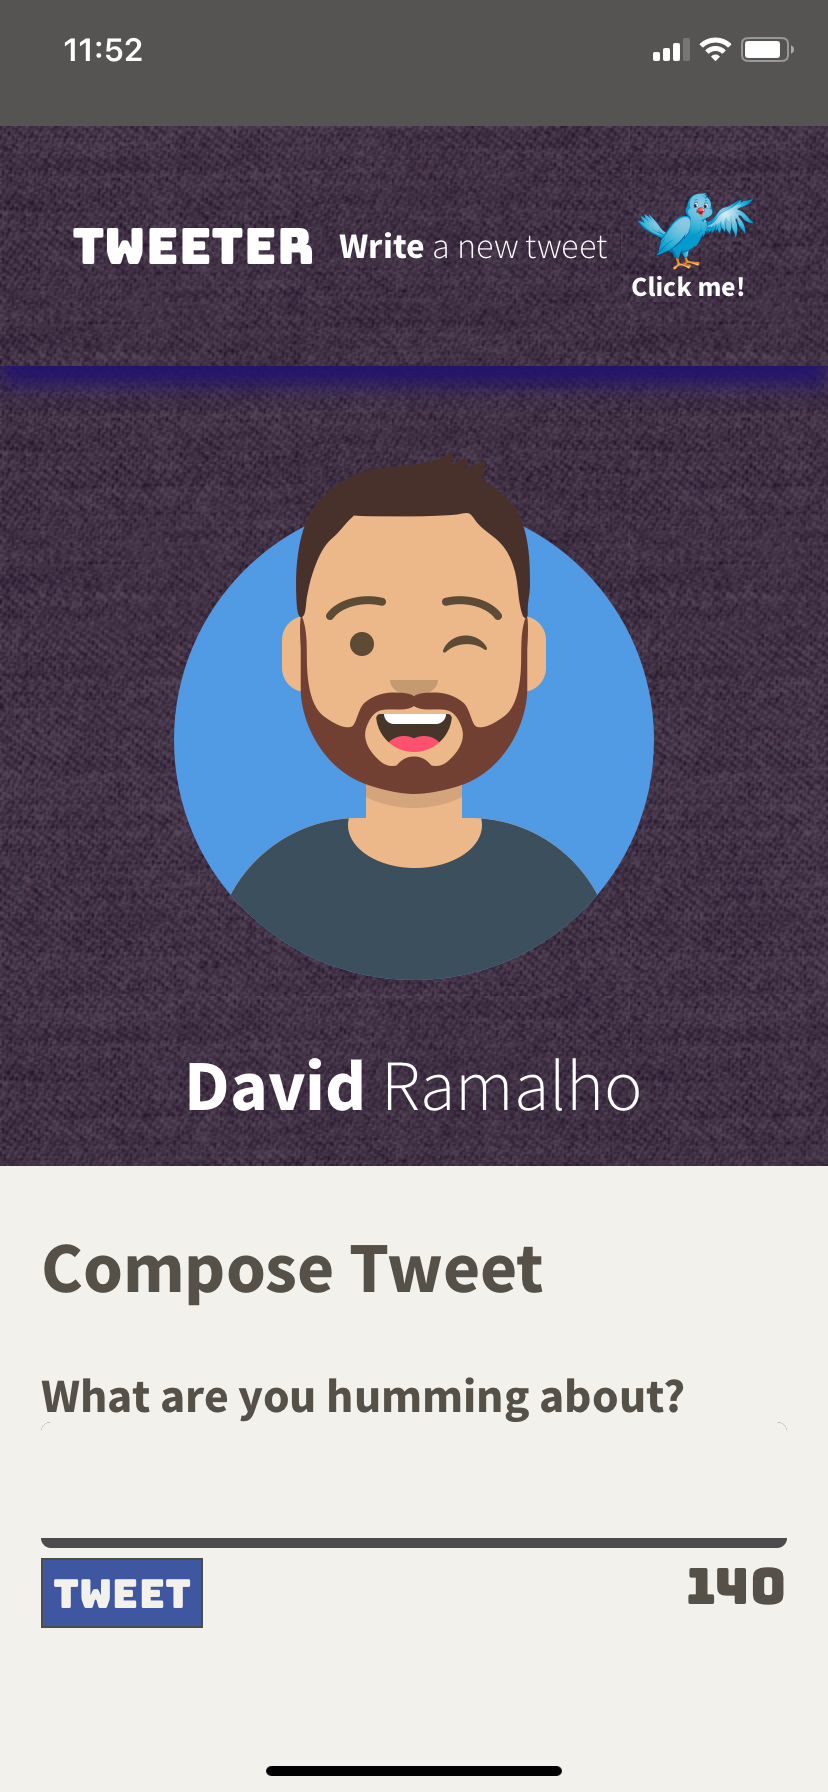 11:52
TWEETER
Write a new tweet
Click me!
David Ramalho
Compose Tweet
What are you humming about?
TWEET
140